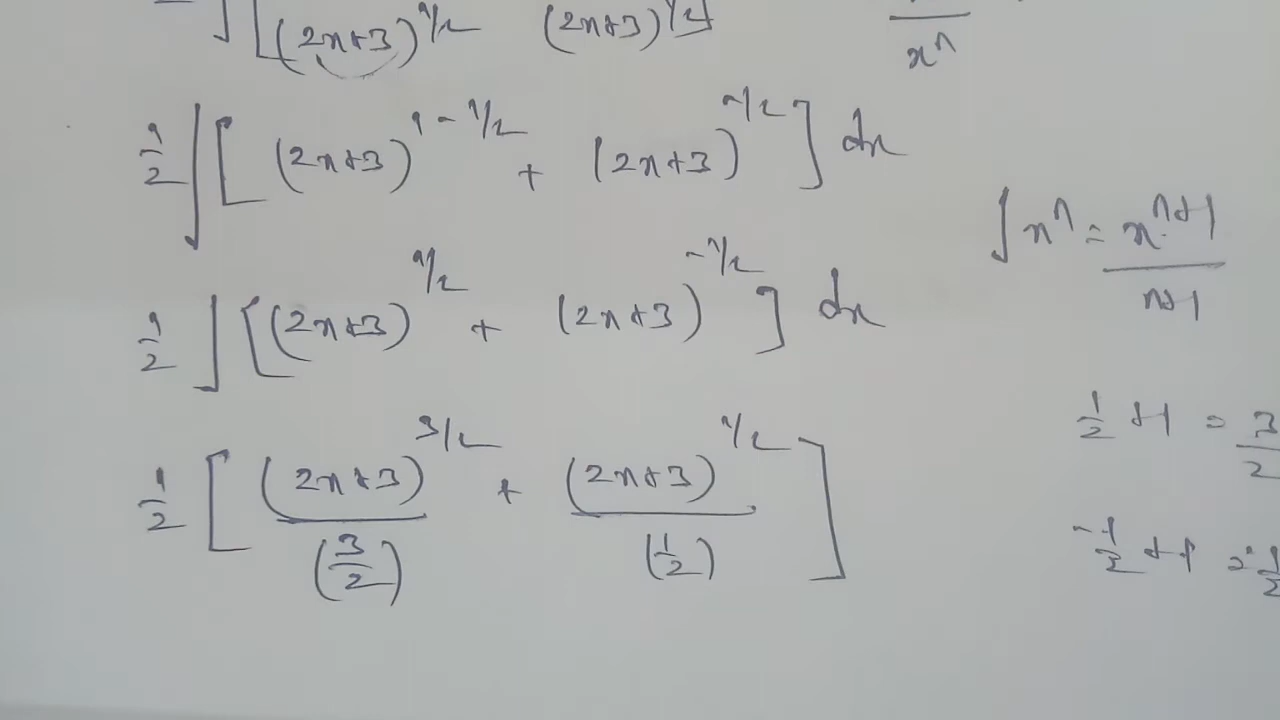 ∫ [ (2x+3)^1/2 (2x+3)^1/2 ]
x^n
1/2 ∫ [ (2x+3)^1-1/2 + (2x+3)^-1/2 ] dx
∫ x^n = x^n+1 / n+1
1/2 ∫ [ (2x+3)^1/2 + (2x+3)^-1/2 ] dx
1/2 + 1 = 3/2
1/2 [ (2x+3)^3/2 / (3/2) + (2x+3)^1/2 / (1/2) ]
-1/2 + 1 = 1/2